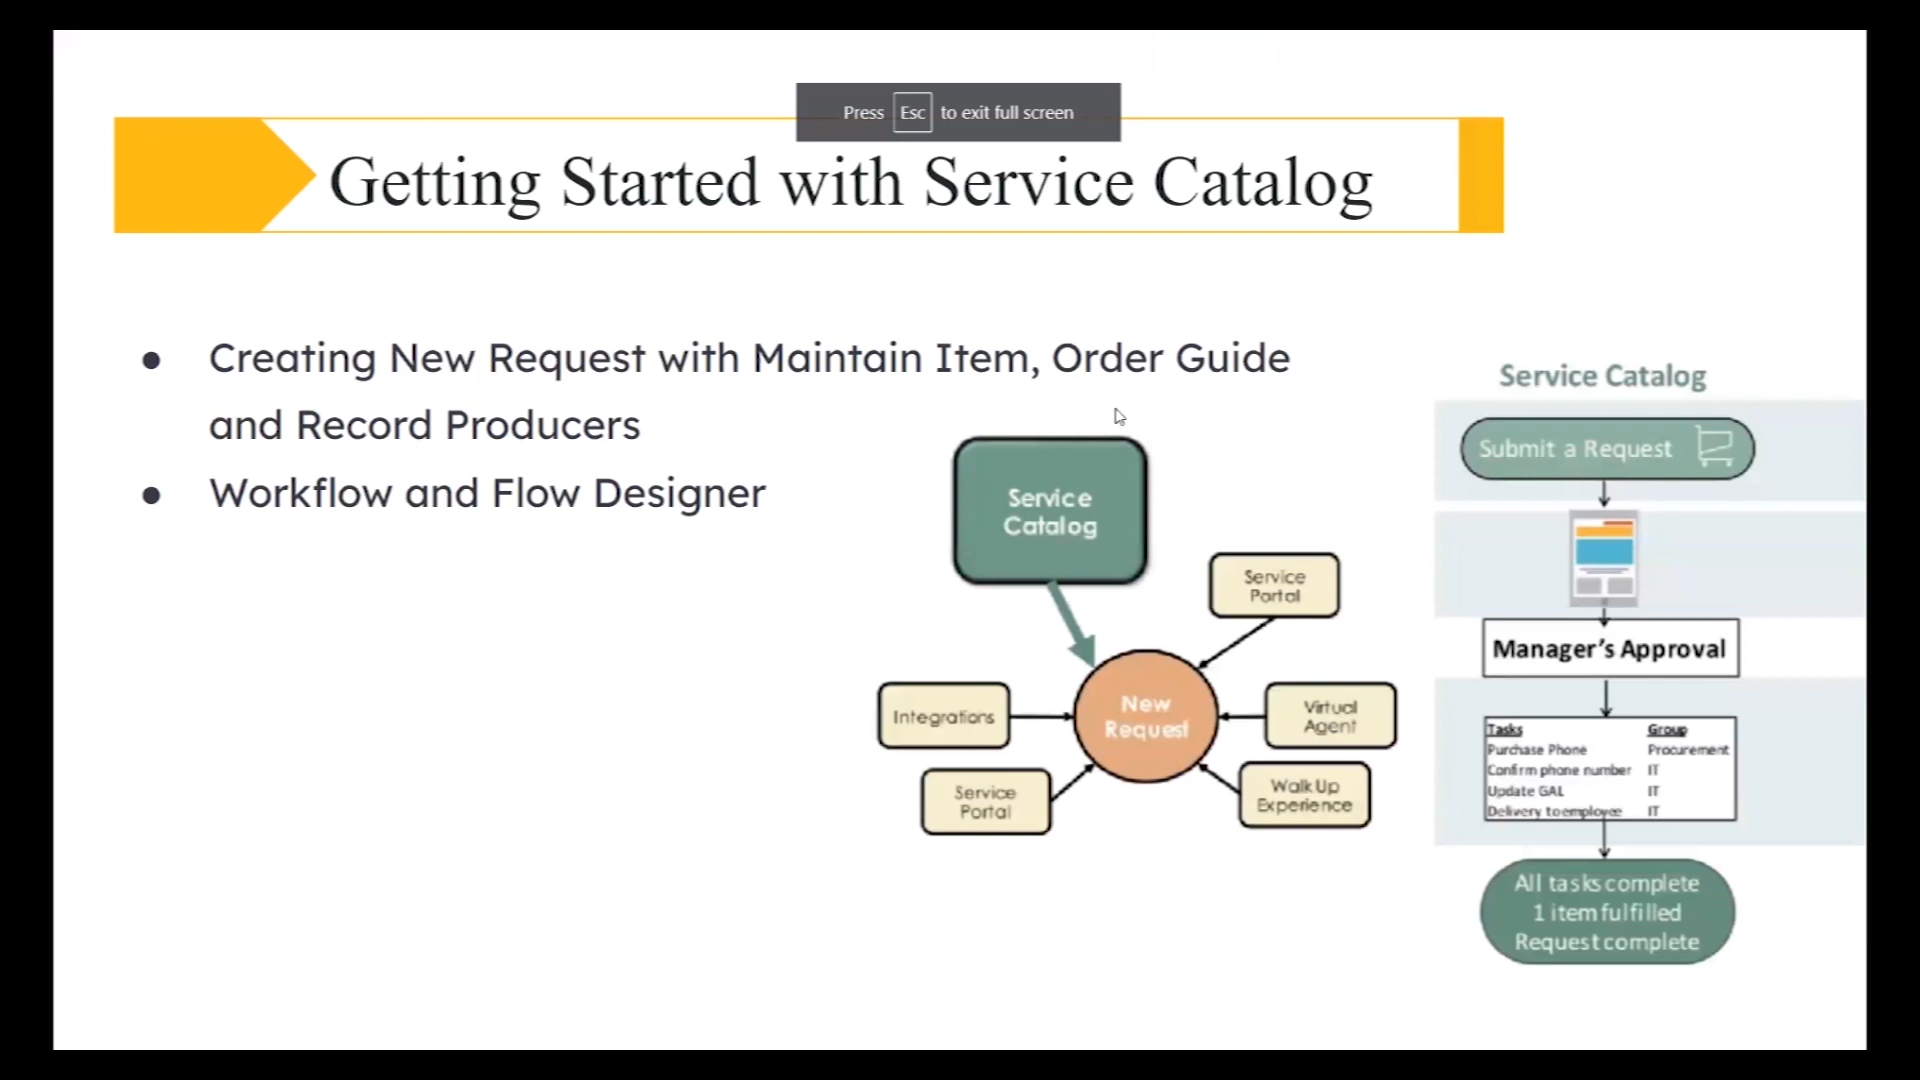 Press Esc to exit full screen
Getting Started with Service Catalog
● Creating New Request with Maintain Item, Order Guide
and Record Producers
● Workflow and Flow Designer
Service
Catalog
Service
Portal
Integrations
New
Request
Virtual
Agent
Service
Portal
Walk Up
Experience
Service Catalog
Submit a Request
Manager's Approval
Tasks Group
Purchase Phone Procurement
Confirm phone number IT
Update GAL IT
Delivery to employee IT
All tasks complete
1 item fulfilled
Request complete